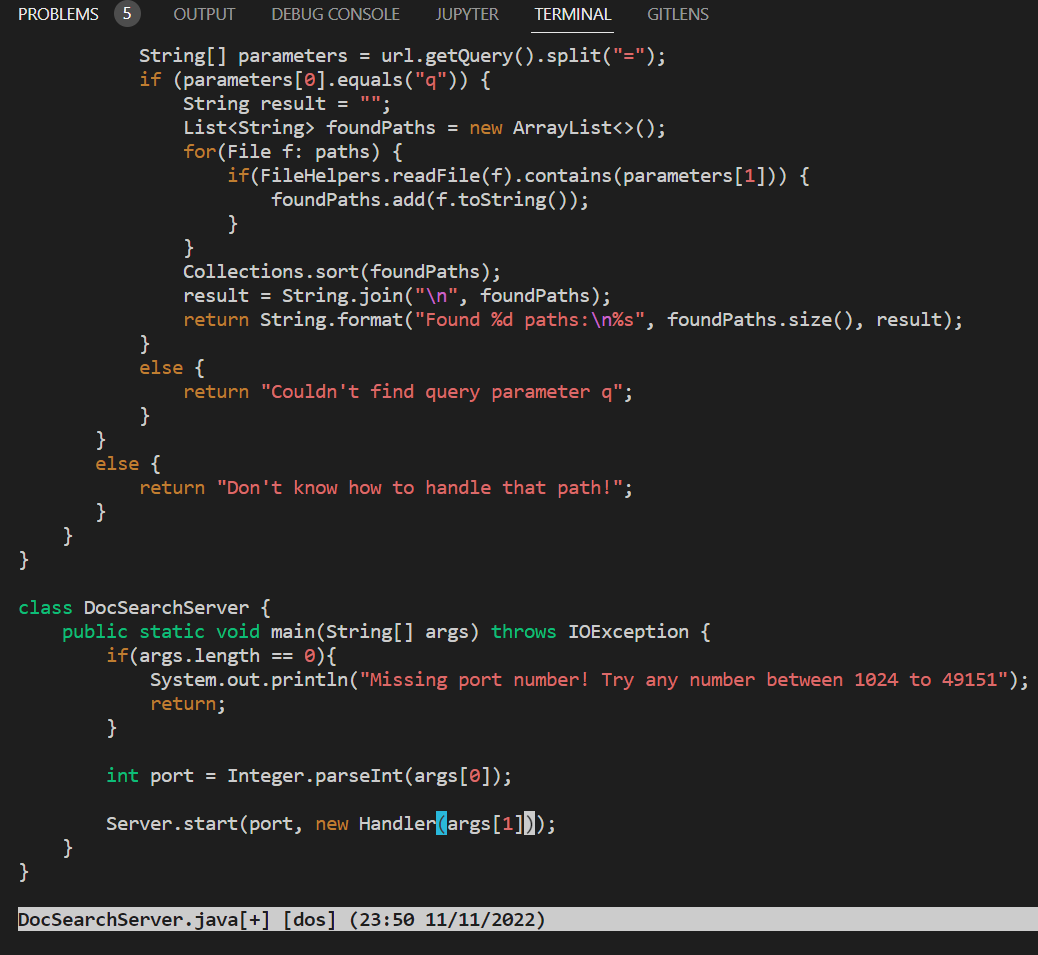 PROBLEMS 5 OUTPUT DEBUG CONSOLE JUPYTER TERMINAL GITLENS
            String[] parameters = url.getQuery().split("=");
            if (parameters[0].equals("q")) {
                String result = "";
                List<String> foundPaths = new ArrayList<>();
                for(File f: paths) {
                    if(FileHelpers.readFile(f).contains(parameters[1])) {
                        foundPaths.add(f.toString());
                    }
                }
                Collections.sort(foundPaths);
                result = String.join("\n", foundPaths);
                return String.format("Found %d paths:\n%s", foundPaths.size(), result);
            }
            else {
                return "Couldn't find query parameter q";
            }
        }
        else {
            return "Don't know how to handle that path!";
        }
    }
}

class DocSearchServer {
    public static void main(String[] args) throws IOException {
        if(args.length == 0){
            System.out.println("Missing port number! Try any number between 1024 to 49151");
            return;
        }

        int port = Integer.parseInt(args[0]);

        Server.start(port, new Handler(args[1]));
    }
}
DocSearchServer.java[+] [dos] (23:50 11/11/2022)